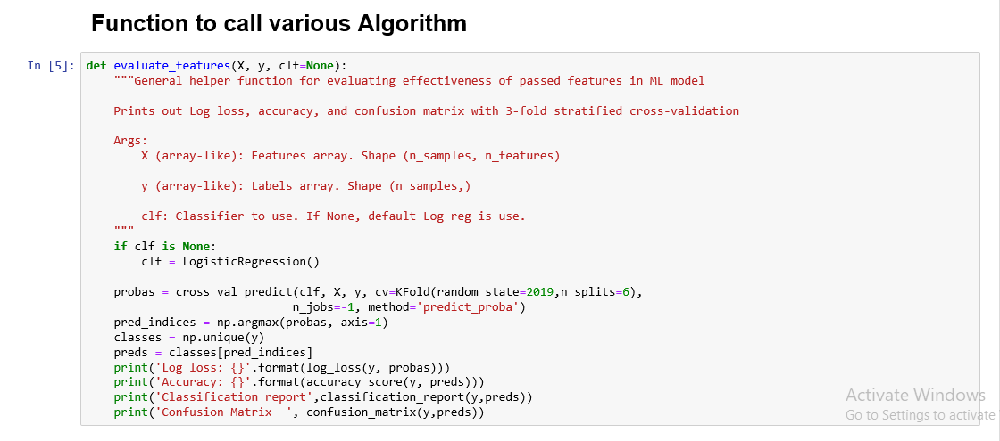 Function to call various Algorithm
In [5]: def evaluate_features(X, y, clf=None):
"""General helper function for evaluating effectiveness of passed features in ML model
Prints out Log loss, accuracy, and confusion matrix with 3-fold stratified cross-validation
Args:
X (array-like): Features array. Shape (n_samples, n_features)
y (array-like): Labels array. Shape (n_samples,)
clf: Classifier to use. If None, default Log reg is use.
"""
if clf is None:
clf = LogisticRegression()
probas = cross_val_predict(clf, X, y, cv=KFold(random_state=2019,n_splits=6),
n_jobs=-1, method='predict_proba')
pred_indices = np.argmax(probas, axis=1)
classes = np.unique(y)
preds = classes[pred_indices]
print('Log loss: {}'.format(log_loss(y, probas)))
print('Accuracy: {}'.format(accuracy_score(y, preds)))
print('Classification report',classification_report(y,preds))
print('Confusion Matrix  ', confusion_matrix(y,preds))
Activate Windows
Go to Settings to activate